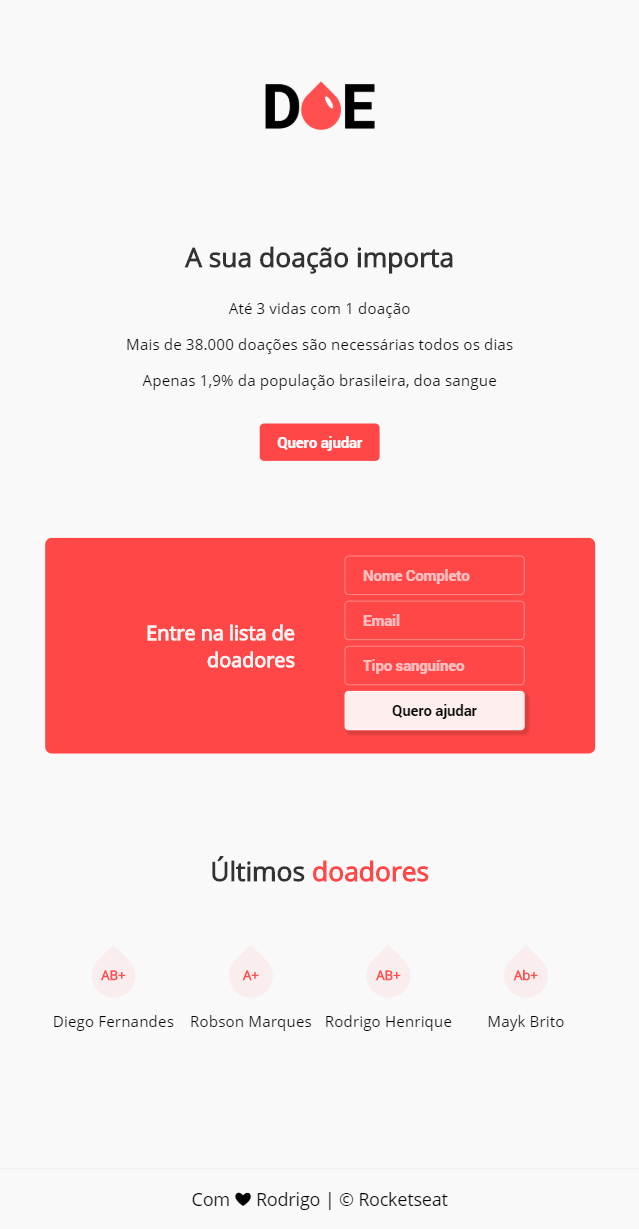 DOE
A sua doação importa
Até 3 vidas com 1 doação
Mais de 38.000 doações são necessárias todos os dias
Apenas 1,9% da população brasileira, doa sangue
Quero ajudar
Entre na lista de
doadores
Nome Completo
Email
Tipo sanguíneo
Quero ajudar
Últimos doadores
AB+
Diego Fernandes
A+
Robson Marques
AB+
Rodrigo Henrique
Ab+
Mayk Brito
Com ♥ Rodrigo | © Rocketseat